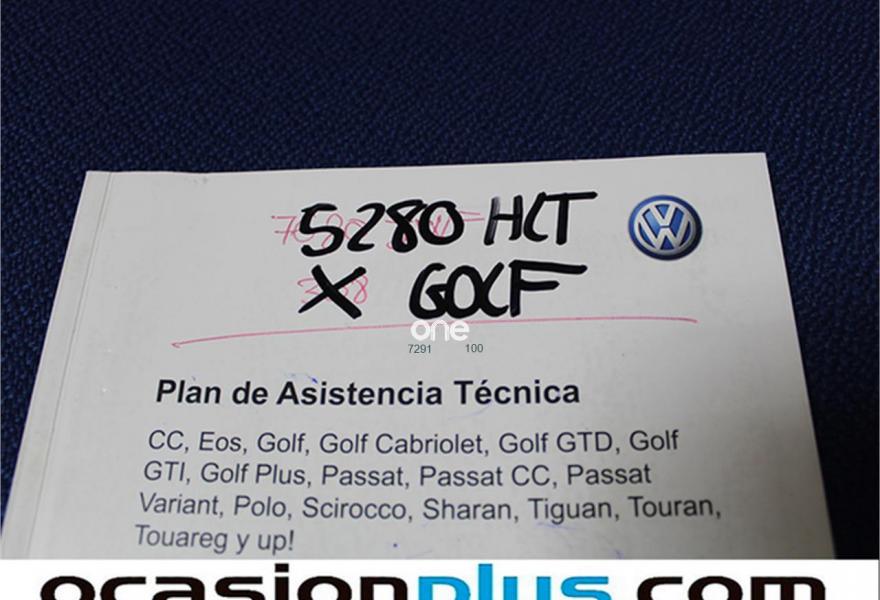 5280 HLT
X GOLF
one
7291 100
Plan de Asistencia Técnica
CC, Eos, Golf, Golf Cabriolet, Golf GTD, Golf
GTI, Golf Plus, Passat, Passat CC, Passat
Variant, Polo, Scirocco, Sharan, Tiguan, Touran,
Touareg y up!
ocasionplus.com